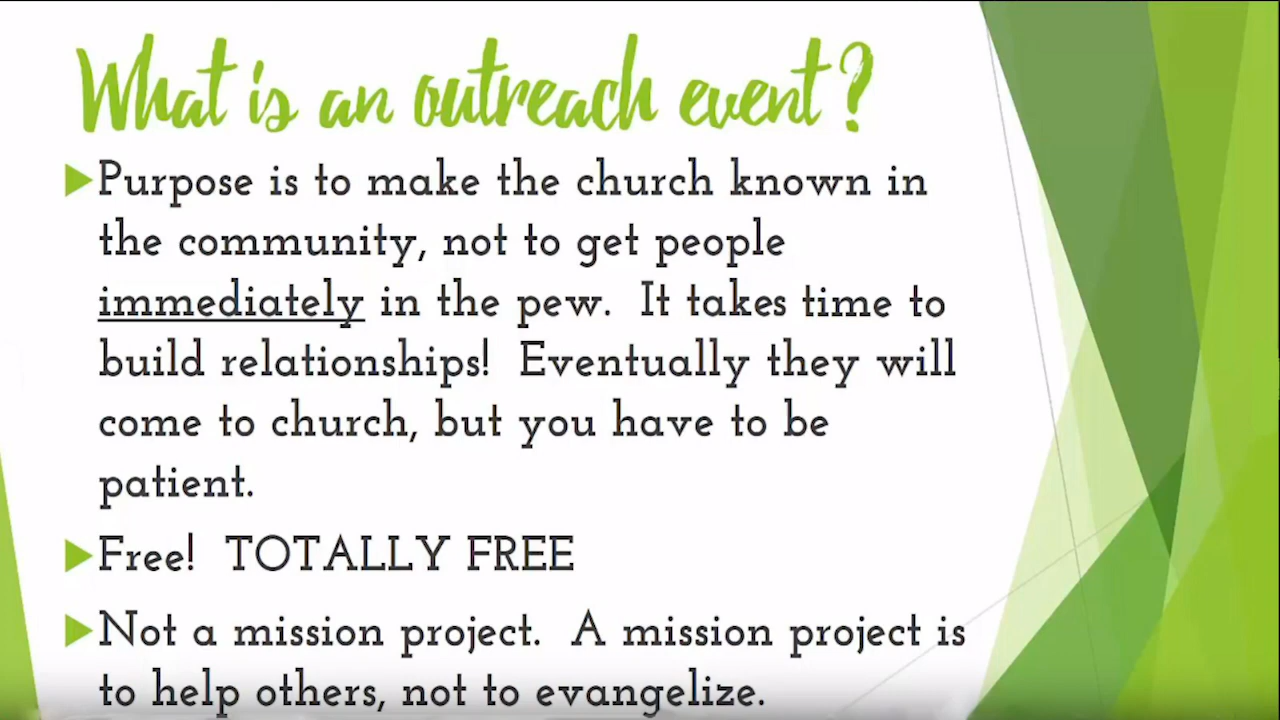 What is an outreach event?
Purpose is to make the church known in
the community, not to get people
immediately in the pew.  It takes time to
build relationships!  Eventually they will
come to church, but you have to be
patient.
Free!  TOTALLY FREE
Not a mission project.  A mission project is
to help others, not to evangelize.